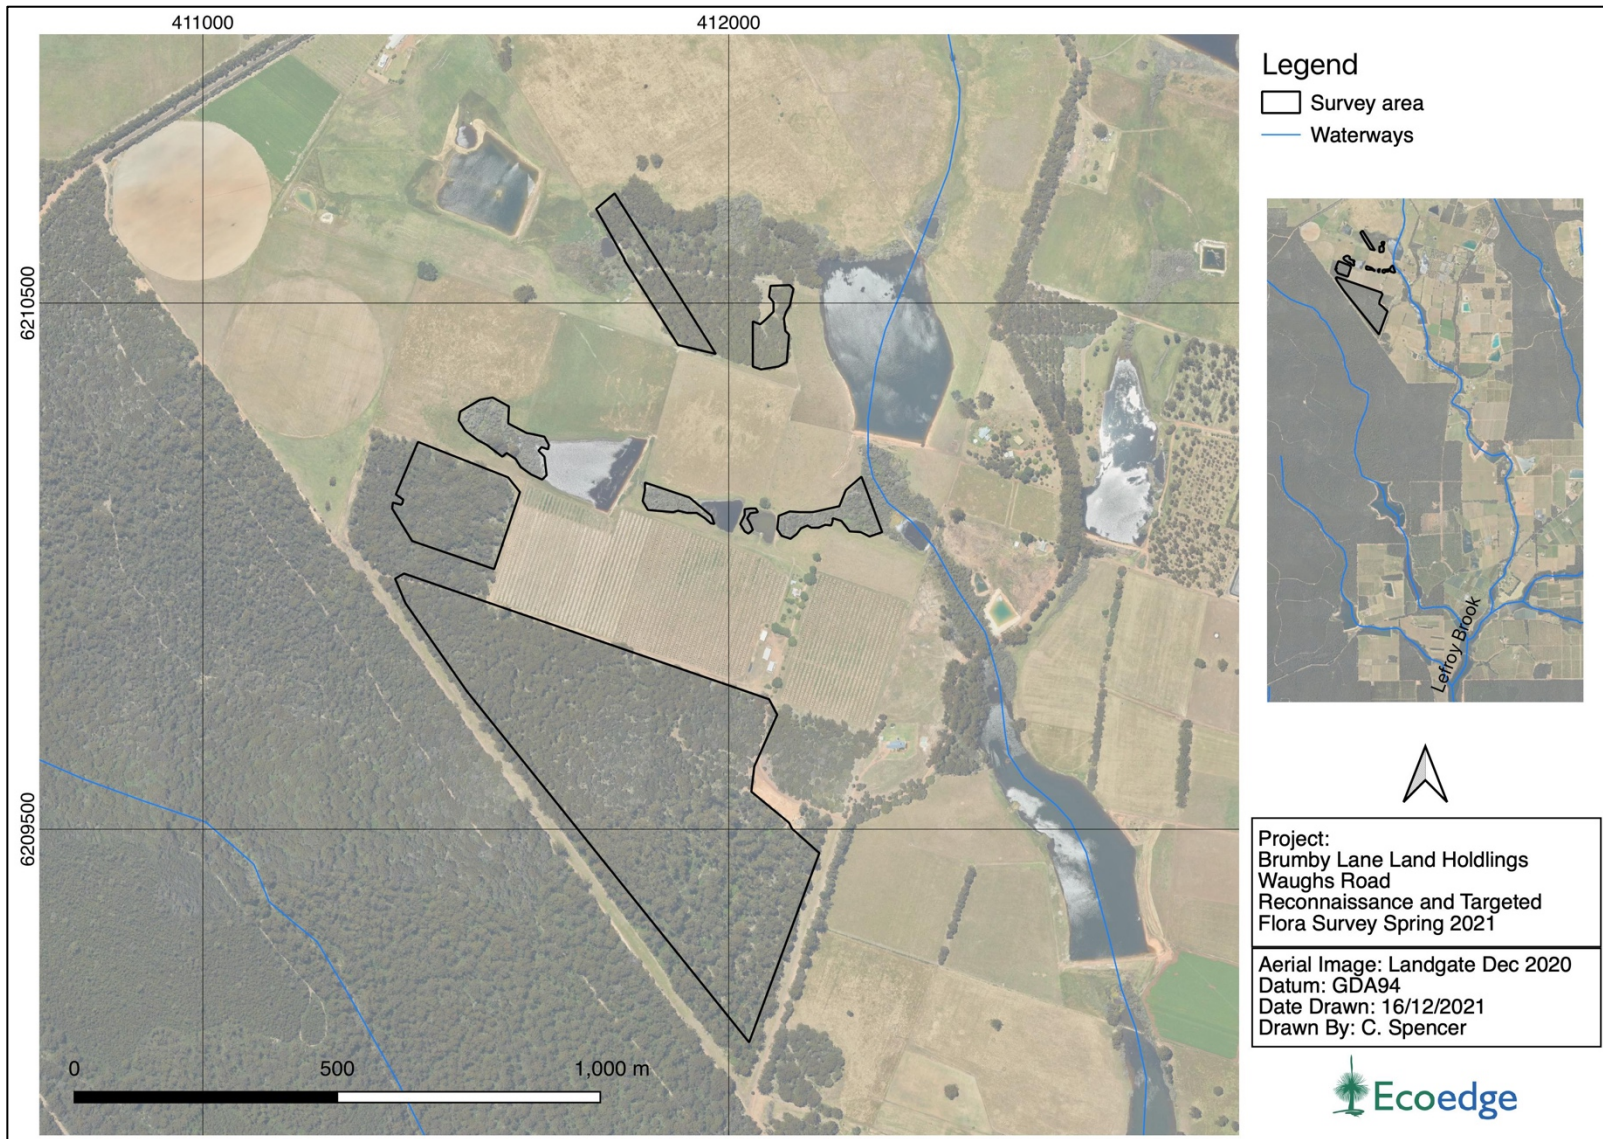 411000
412000
6210500
6209500
0
500
1,000 m
Legend
Survey area
Waterways
Lefroy Brook
Project:
Brumby Lane Land Holdlings
Waughs Road
Reconnaissance and Targeted
Flora Survey Spring 2021
Aerial Image: Landgate Dec 2020
Datum: GDA94
Date Drawn: 16/12/2021
Drawn By: C. Spencer
Ecoedge